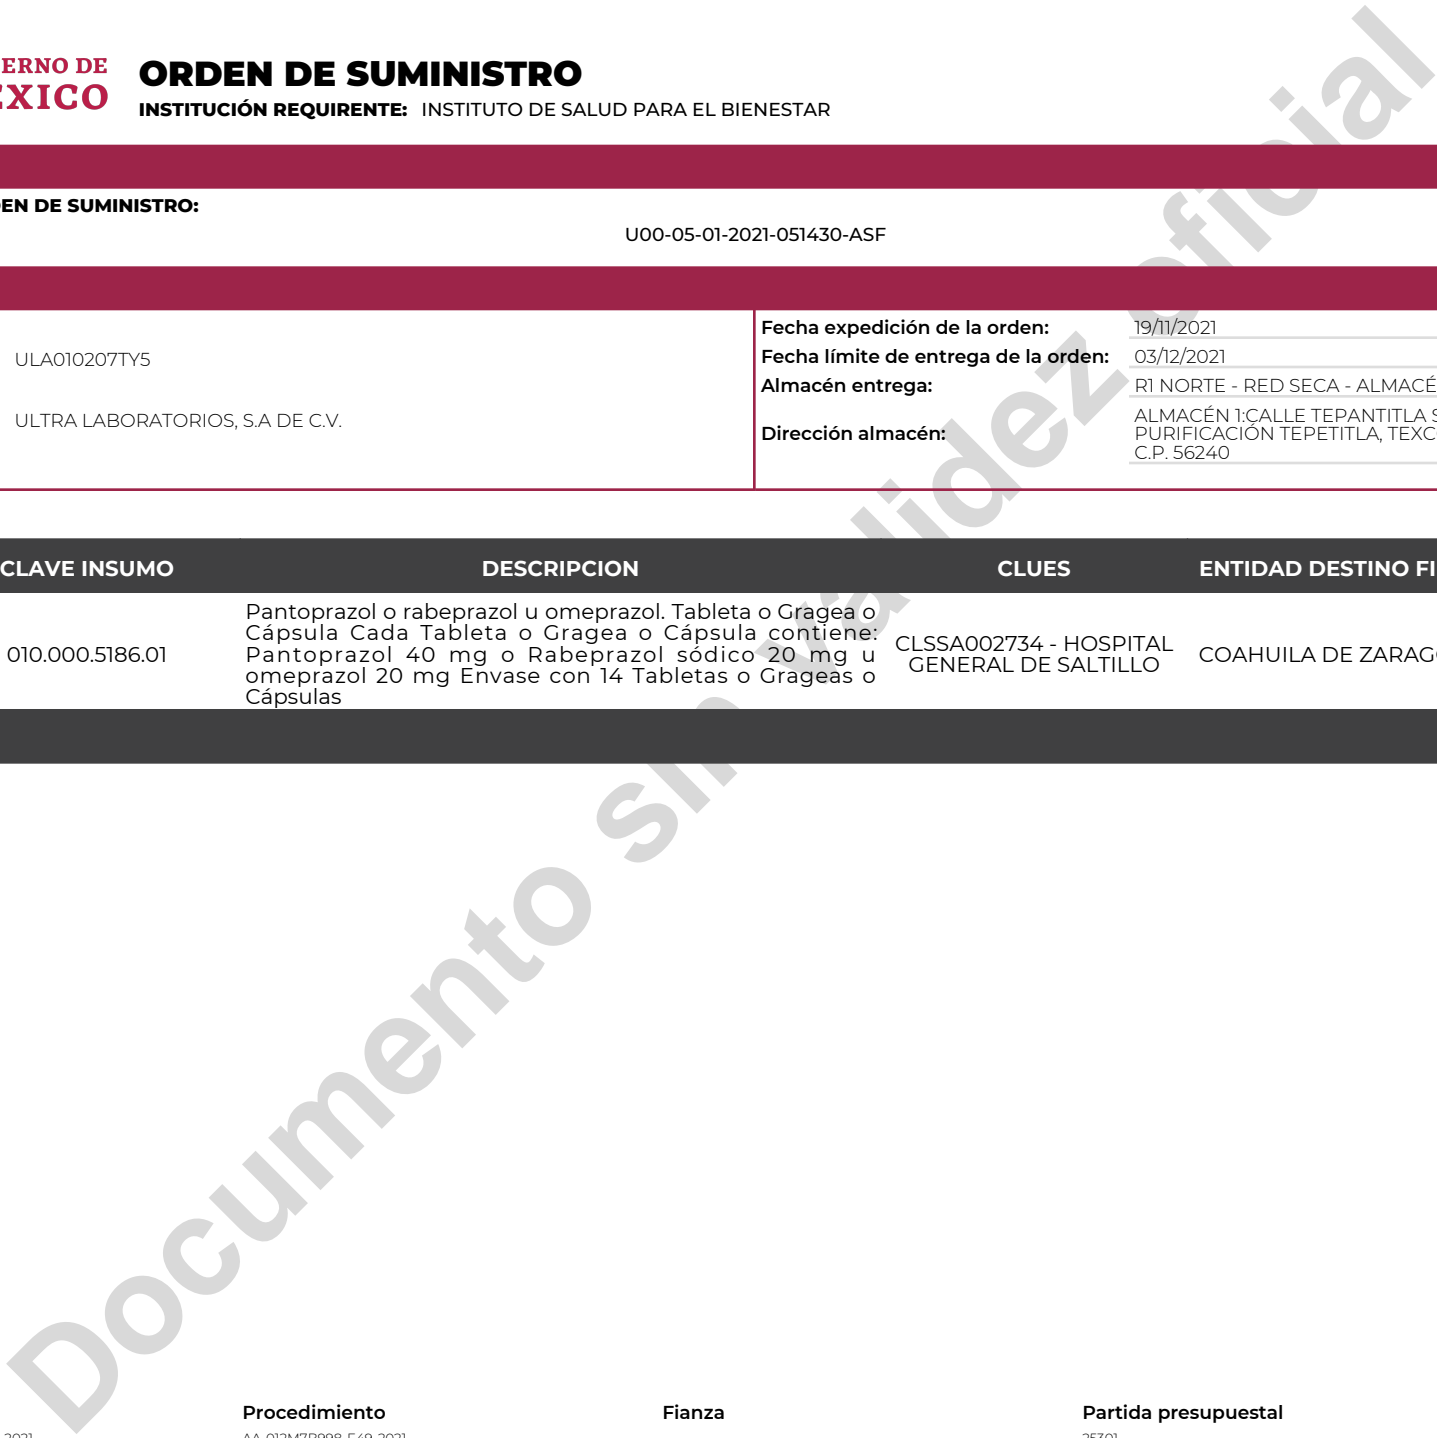 ERNO DE
ORDEN DE SUMINISTRO
INSTITUCIÓN REQUIRENTE: INSTITUTO DE SALUD PARA EL BIENESTAR
EN DE SUMINISTRO:
U00-05-01-2021-051430-ASF
ULA010207TY5
ULTRA LABORATORIOS, S.A DE C.V.
Fecha expedición de la orden: 19/11/2021
Fecha límite de entrega de la orden: 03/12/2021
Almacén entrega: R1 NORTE - RED SECA - ALMACÉ
Dirección almacén:
ALMACÉN 1:CALLE TEPANTITLA S
PURIFICACIÓN TEPETITLA, TEXC
C.P. 56240
CLAVE INSUMO DESCRIPCION CLUES ENTIDAD DESTINO FI
010.000.5186.01
Pantoprazol o rabeprazol u omeprazol. Tableta o Gragea o
Cápsula Cada Tableta o Gragea o Cápsula contiene:
Pantoprazol 40 mg o Rabeprazol sódico 20 mg u
omeprazol 20 mg Envase con 14 Tabletas o Grageas o
Cápsulas
CLSSA002734 - HOSPITAL
GENERAL DE SALTILLO
COAHUILA DE ZARAG
Documento sin validez oficial
Procedimiento Fianza Partida presupuestal